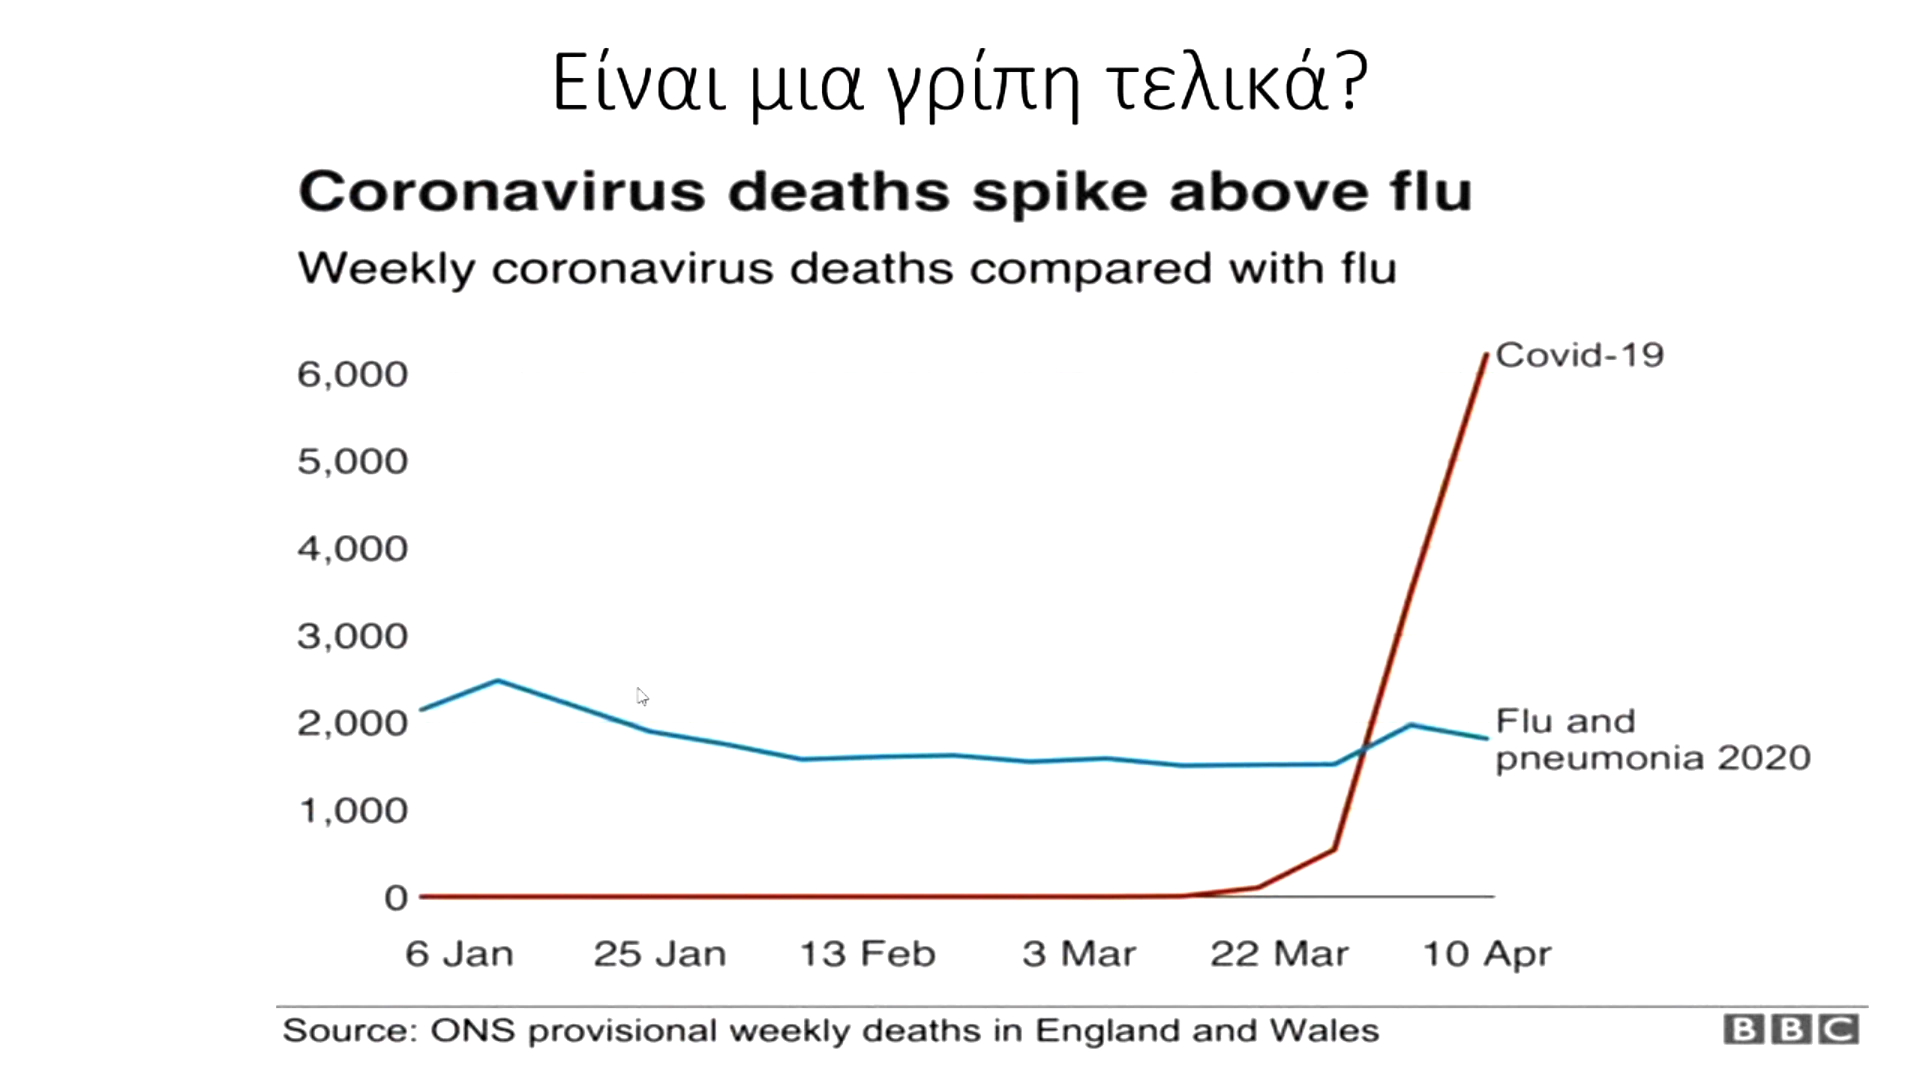 Είναι μια γρίπη τελικά?
Coronavirus deaths spike above flu
Weekly coronavirus deaths compared with flu
6,000
5,000
4,000
3,000
2,000
1,000
0
Covid-19
Flu and
pneumonia 2020
6 Jan 25 Jan 13 Feb 3 Mar 22 Mar 10 Apr
Source: ONS provisional weekly deaths in England and Wales
BBC